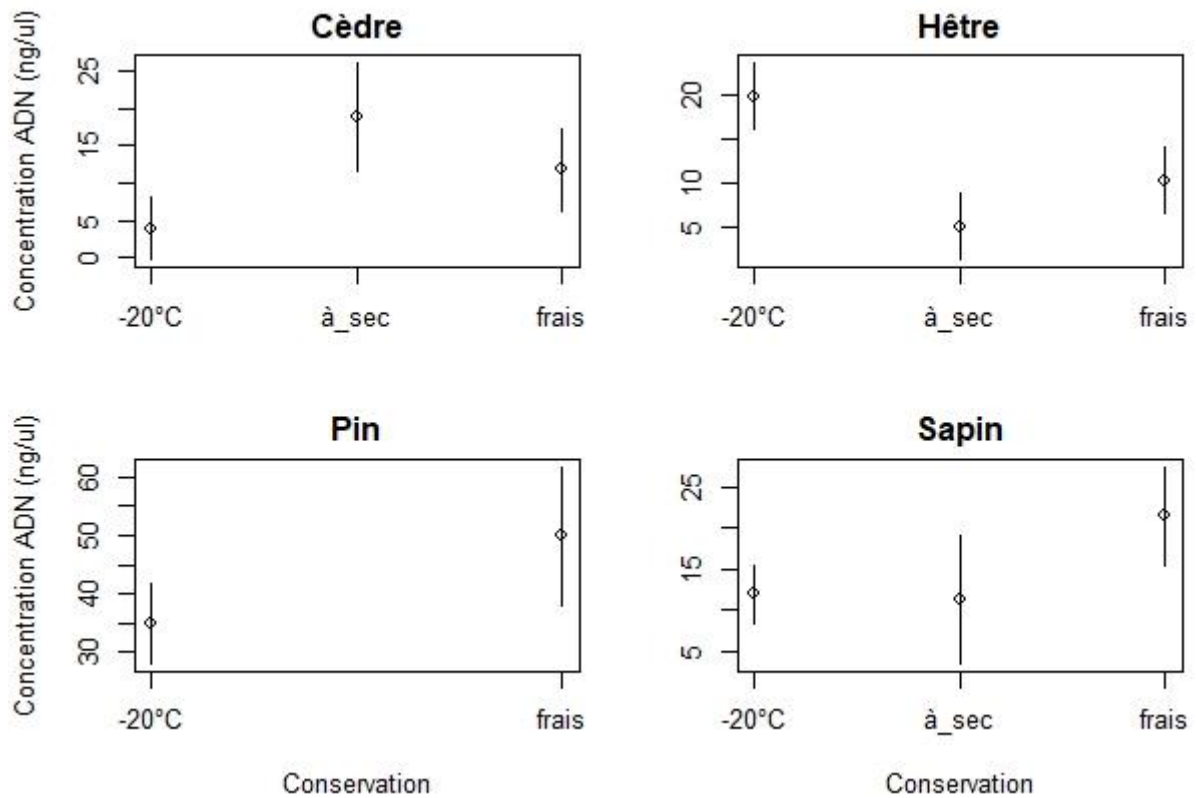 Cèdre
Hêtre
Concentration ADN (ng/ul)
25
15
5
0
20
10
5
-20°C à_sec frais
-20°C à_sec frais
Pin
Sapin
Concentration ADN (ng/ul)
60
50
40
30
25
15
5
-20°C frais
-20°C à_sec frais
Conservation
Conservation